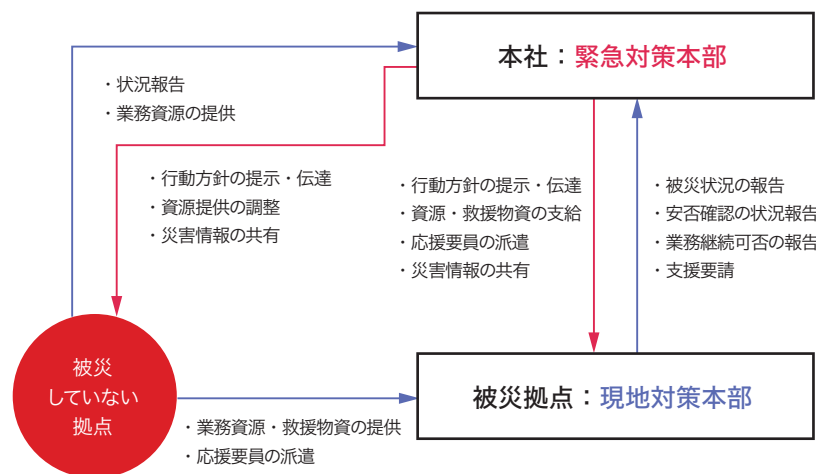 本社：緊急対策本部
・状況報告
・業務資源の提供
・行動方針の提示・伝達
・資源提供の調整
・災害情報の共有
・行動方針の提示・伝達
・資源・救援物資の支給
・応援要員の派遣
・災害情報の共有
・被災状況の報告
・安否確認の状況報告
・業務継続可否の報告
・支援要請
被災
していない
拠点
被災拠点：現地対策本部
・業務資源・救援物資の提供
・応援要員の派遣